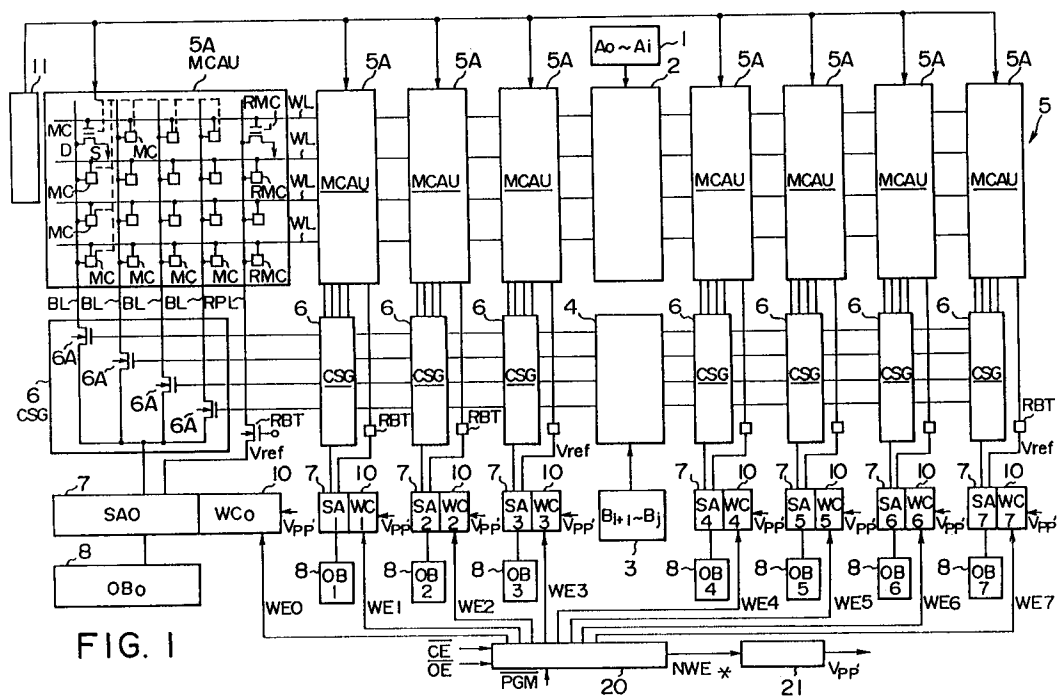 5A
MCAU
5A 5A 5A Ao~Ai 1 5A 5A 5A 5A
11
2
5
MC RMC WL
D S MC WL
MC RMC WL
MC WL
MC MC MC MC RMC
MCAU MCAU MCAU MCAU MCAU MCAU MCAU
BL BL BL BL RPL
6 6 6 4 6 6 6 6
6A
6A
6A
6A
6
CSG
CSG CSG CSG CSG CSG CSG CSG
RBT
Vref
RBT RBT Vref RBT
Vref
7 10 7 10 7 10 7 10 7 10 7 10 7 10 7 10
SAO WCo Vpp'
SA 1 WC 1 Vpp'
SA 2 WC 2 Vpp'
SA 3 WC 3 Vpp'
Bi+1~Bj
3
SA 4 WC 4 Vpp'
SA 5 WC 5 Vpp'
SA 6 WC 6 Vpp'
SA 7 WC 7 Vpp'
8
OBo
8 OB 1
8 OB 2
8 OB 3
8 OB 4
8 OB 5
8 OB 6
8 OB 7
WE0 WE1 WE2 WE3 WE4 WE5 WE6 WE7
FIG. 1
CE
OE
PGM
20
NWE *
21
Vpp'